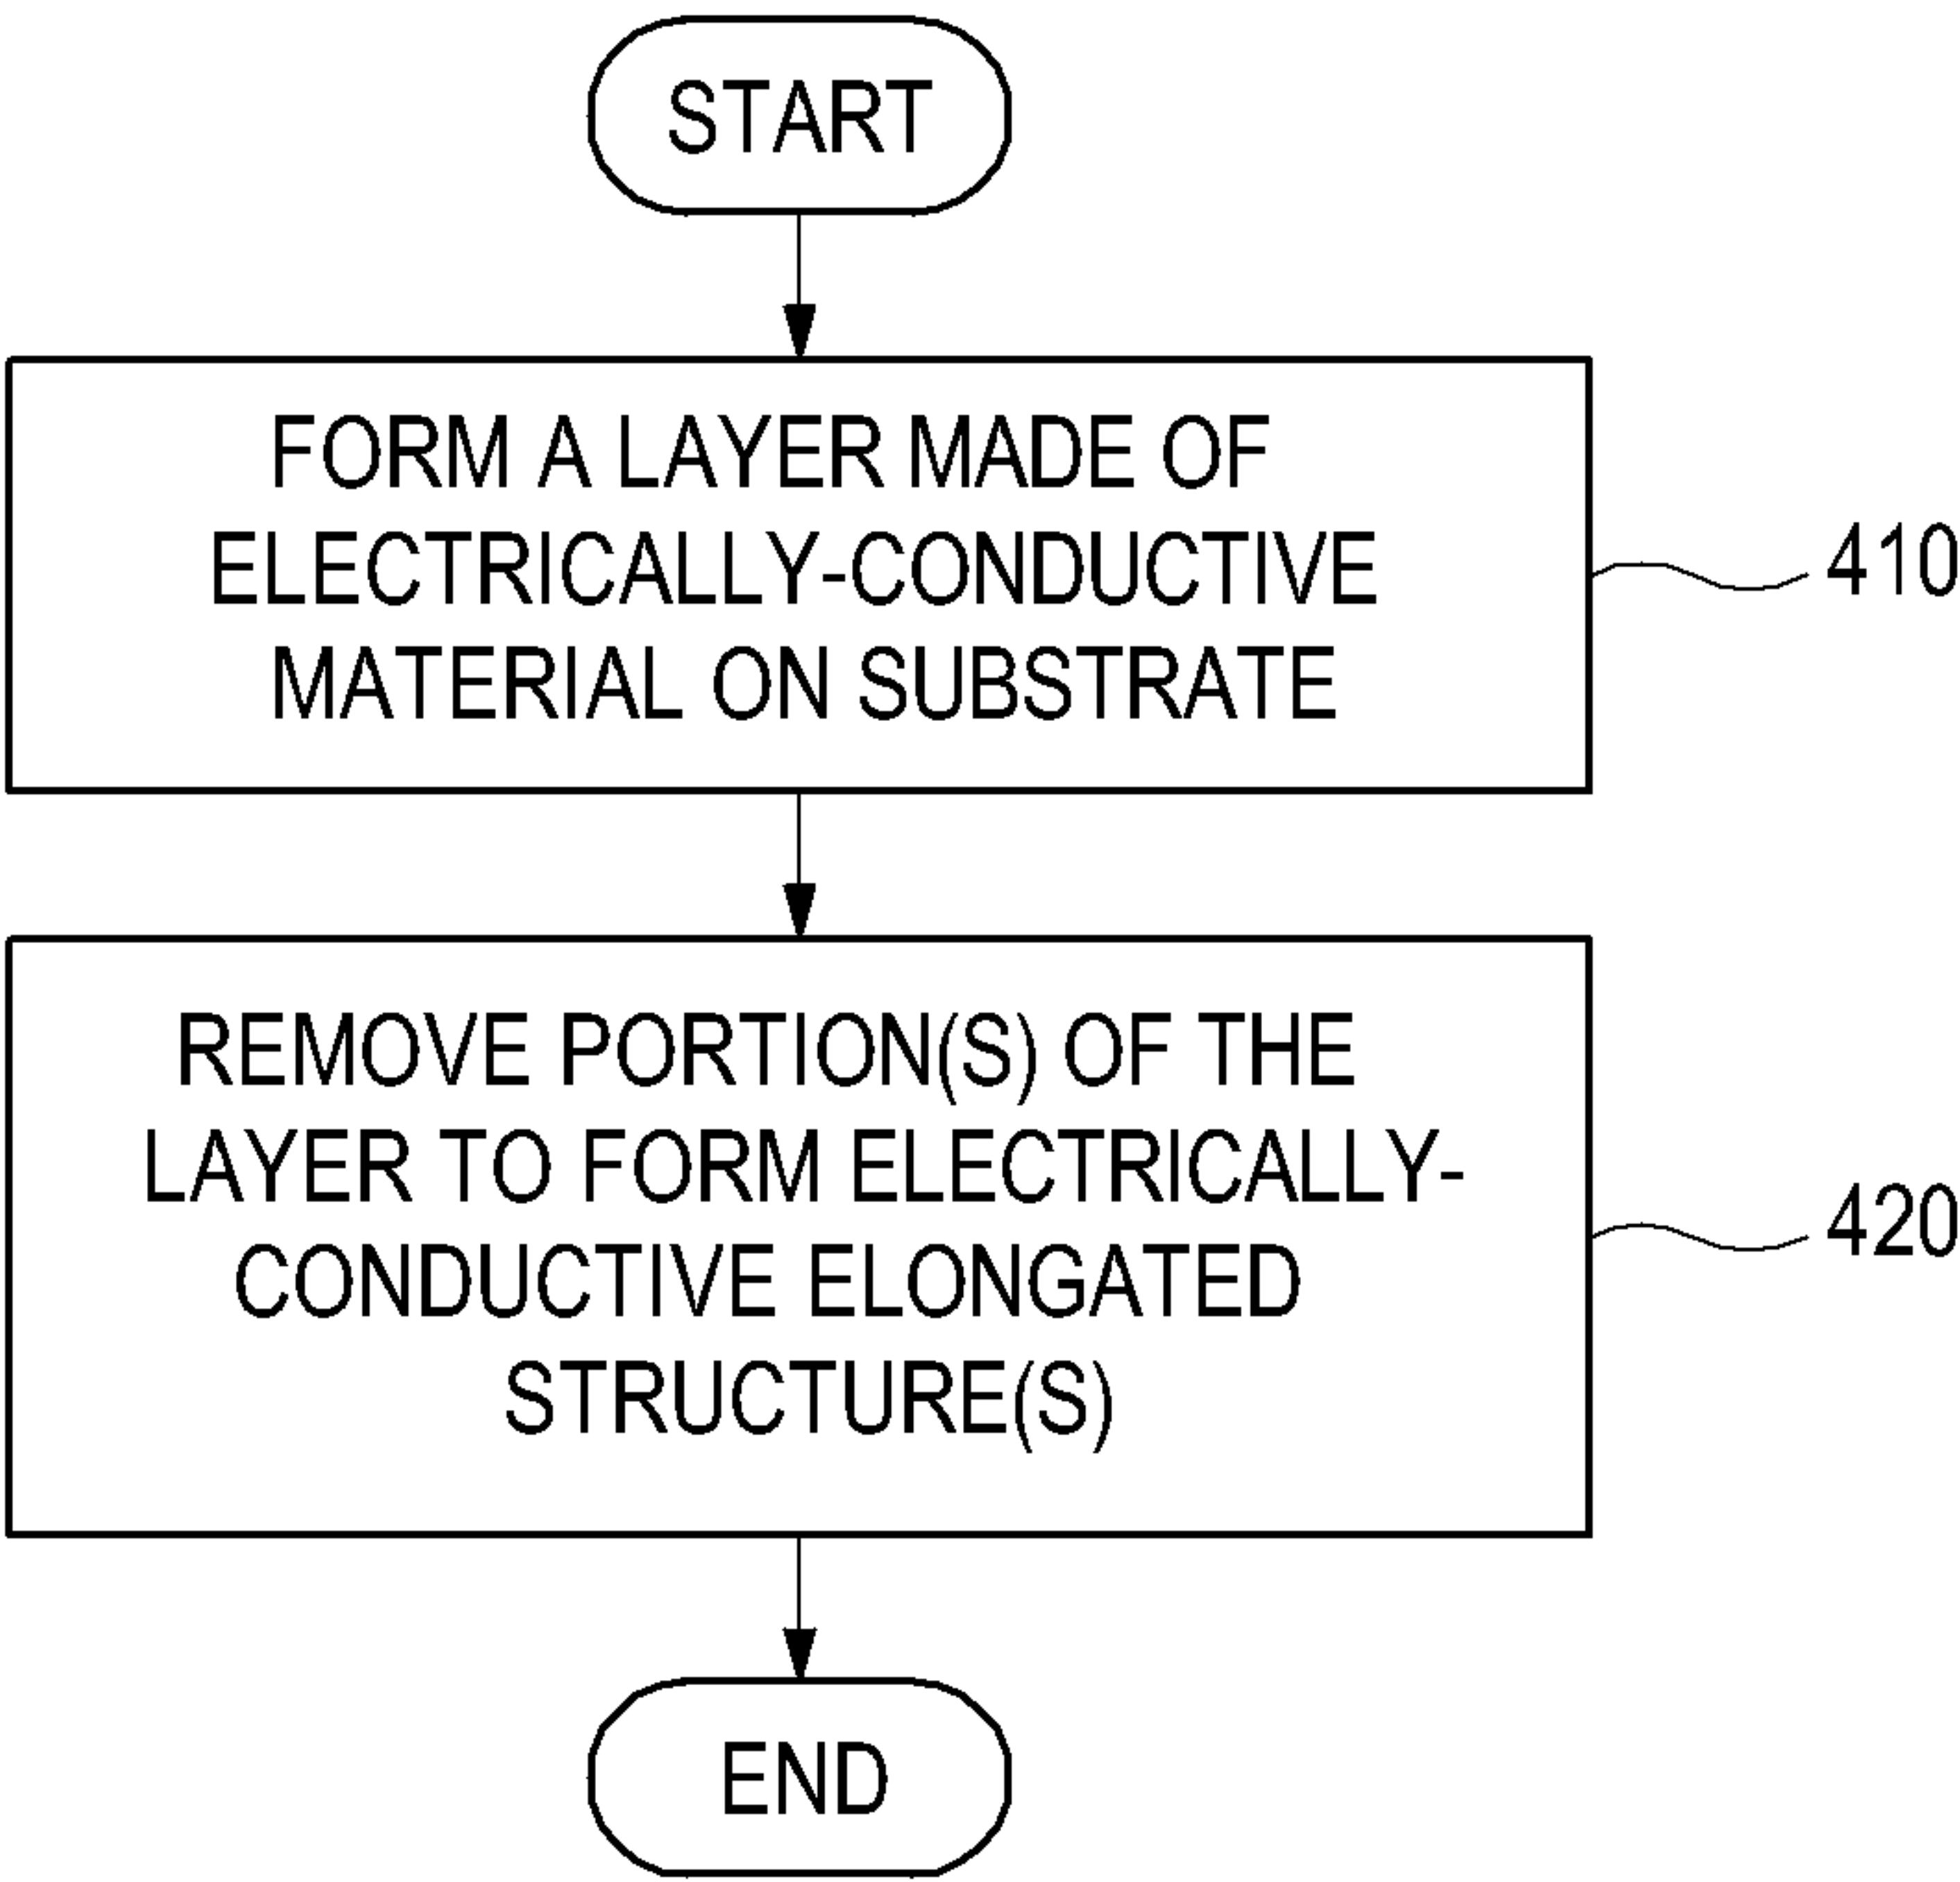 START
FORM A LAYER MADE OF
ELECTRICALLY-CONDUCTIVE
MATERIAL ON SUBSTRATE
410
REMOVE PORTION(S) OF THE
LAYER TO FORM ELECTRICALLY-
CONDUCTIVE ELONGATED
STRUCTURE(S)
420
END